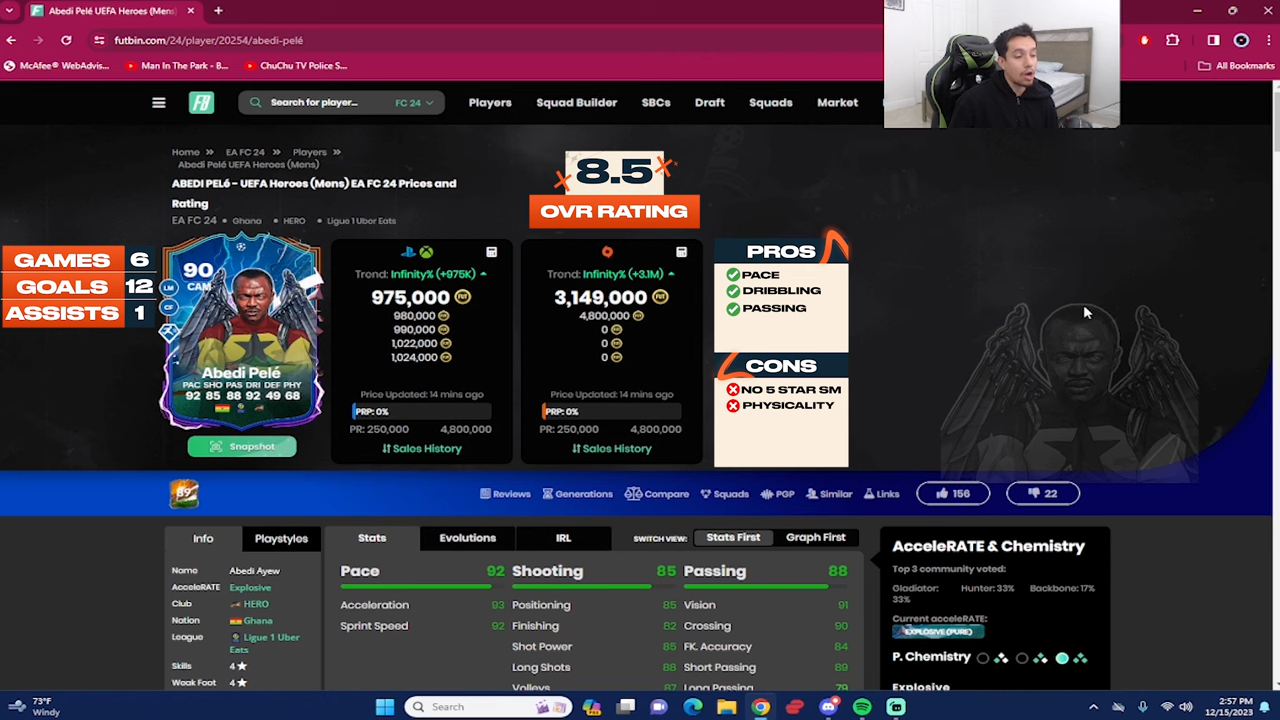 Abedi Pelé UEFA Heroes (Mens)
futbin.com/24/player/20254/abedi-pelé
McAfee® WebAdvis...
Man In The Park - B...
ChuChu TV Police S...
All Bookmarks
FB
Search for player...
FC 24
Players
Squad Builder
SBCs
Draft
Squads
Market
Home
EA FC 24
Players
Abedi Pelé UEFA Heroes (Mens)
ABEDI PELé - UEFA Heroes (Mens) EA FC 24 Prices and
Rating
EA FC 24
Ghana
HERO
Ligue 1 Uber Eats
8.5
OVR RATING
GAMES 6
GOALS 12
ASSISTS 1
90
CAM
LM
CF
Abedi Pelé
PAC SHO PAS DRI DEF PHY
92 85 88 92 49 68
Snapshot
Trend: Infinity% (+975K)
975,000
980,000
990,000
1,022,000
1,024,000
Price Updated: 14 mins ago
PRP: 0%
PR: 250,000 4,800,000
Sales History
Trend: Infinity% (+3.1M)
3,149,000
4,800,000
0
0
0
Price Updated: 14 mins ago
PRP: 0%
PR: 250,000 4,800,000
Sales History
PROS
PACE
DRIBBLING
PASSING
CONS
NO 5 STAR SM
PHYSICALITY
89
Reviews
Generations
Compare
Squads
PGP
Similar
Links
156
22
Info
Playstyles
Name Abedi Ayew
AcceleRATE Explosive
Club HERO
Nation Ghana
League Ligue 1 Uber
Eats
Skills 4
Weak Foot 4
Stats
Evolutions
IRL
SWITCH VIEW:
Stats First
Graph First
Pace 92
Acceleration 93
Sprint Speed 92
Shooting 85
Positioning 85
Finishing 82
Shot Power 85
Long Shots 88
Volleys 87
Passing 88
Vision 91
Crossing 90
FK. Accuracy 84
Short Passing 89
Long Passing 79
AcceleRATE & Chemistry
Top 3 community voted:
Gladiator: Hunter: 33% Backbone: 17%
33%
Current acceleRATE:
EXPLOSIVE (PURE)
P. Chemistry
Explosive
73°F
Windy
Search
2:57 PM
12/15/2023